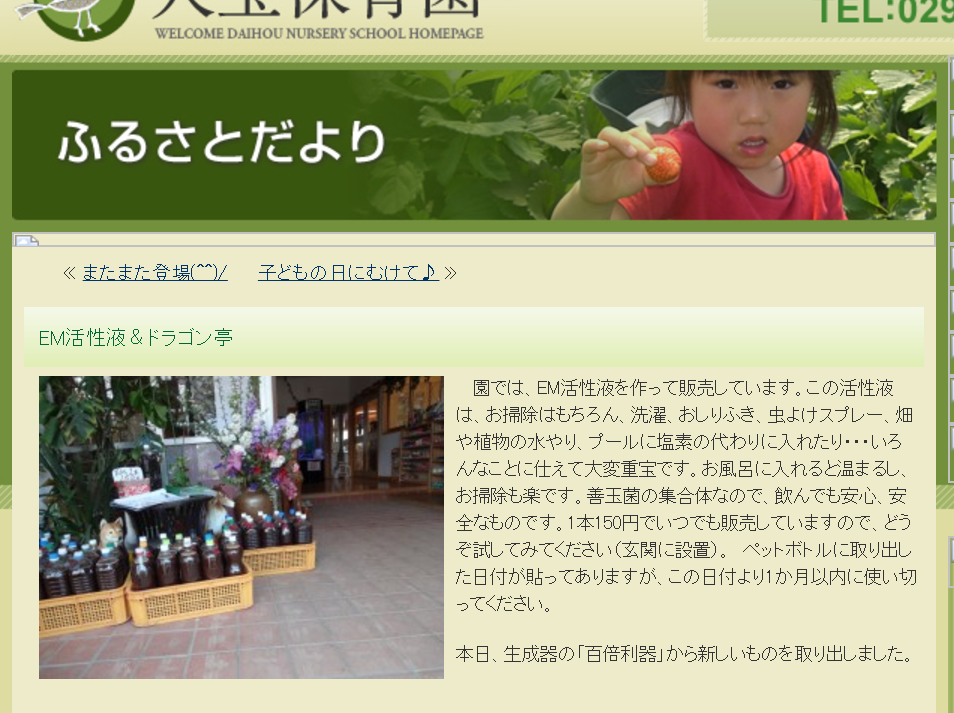 大宝保育園
WELCOME DAIHOU NURSERY SCHOOL HOMEPAGE
TEL:029
ふるさとだより
≪ またまた登場(^^)/ 子どもの日にむけて♪ ≫
EM活性液＆ドラゴン亭
園では、EM活性液を作って販売しています。この活性液
は、お掃除はもちろん、洗濯、おしりふき、虫よけスプレー、畑
や植物の水やり、プールに塩素の代わりに入れたり・・・いろ
んなことに仕えて大変重宝です。お風呂に入れると温まるし、
お掃除も楽です。善玉菌の集合体なので、飲んでも安心、安
全なものです。1本150円でいつでも販売していますので、どう
ぞ試してみてください（玄関に設置）。 ペットボトルに取り出し
た日付が貼ってありますが、この日付より1か月以内に使い切
ってください。
本日、生成器の「百倍利器」から新しいものを取り出しました。